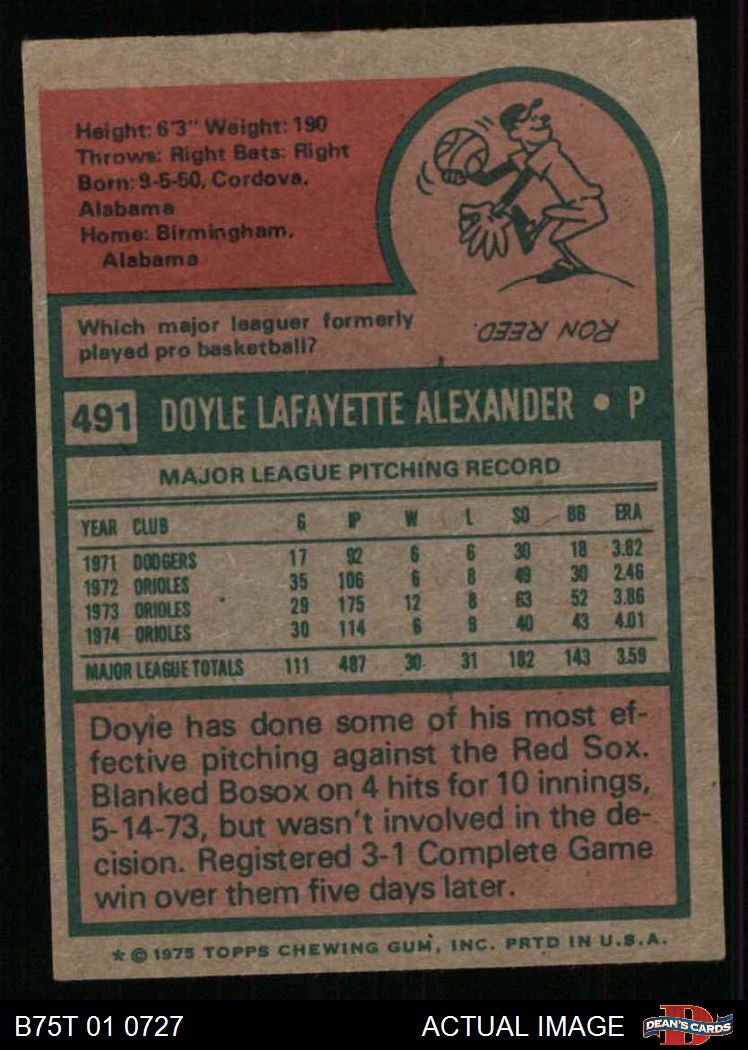 Height: 6'3" Weight: 190
Throws: Right Bats: Right
Born: 9-5-50, Cordova,
Alabama
Home: Birmingham,
Alabama
Which major leaguer formerly
played pro basketball?
RON REED.
491 DOYLE LAFAYETTE ALEXANDER • P
MAJOR LEAGUE PITCHING RECORD
YEAR CLUB G IP W L SO BB ERA
1971 DODGERS 17 92 6 6 30 18 3.82
1972 ORIOLES 35 106 6 8 49 30 2.46
1973 ORIOLES 29 175 12 8 63 52 3.86
1974 ORIOLES 30 114 6 9 40 43 4.01
MAJOR LEAGUE TOTALS 111 487 30 31 182 143 3.59
Doyle has done some of his most ef-
fective pitching against the Red Sox.
Blanked Bosox on 4 hits for 10 innings,
5-14-73, but wasn't involved in the de-
cision. Registered 3-1 Complete Game
win over them five days later.
* © 1975 TOPPS CHEWING GUM, INC. PRTD IN U.S.A.
B75T 01 0727 ACTUAL IMAGE DEAN'S CARDS